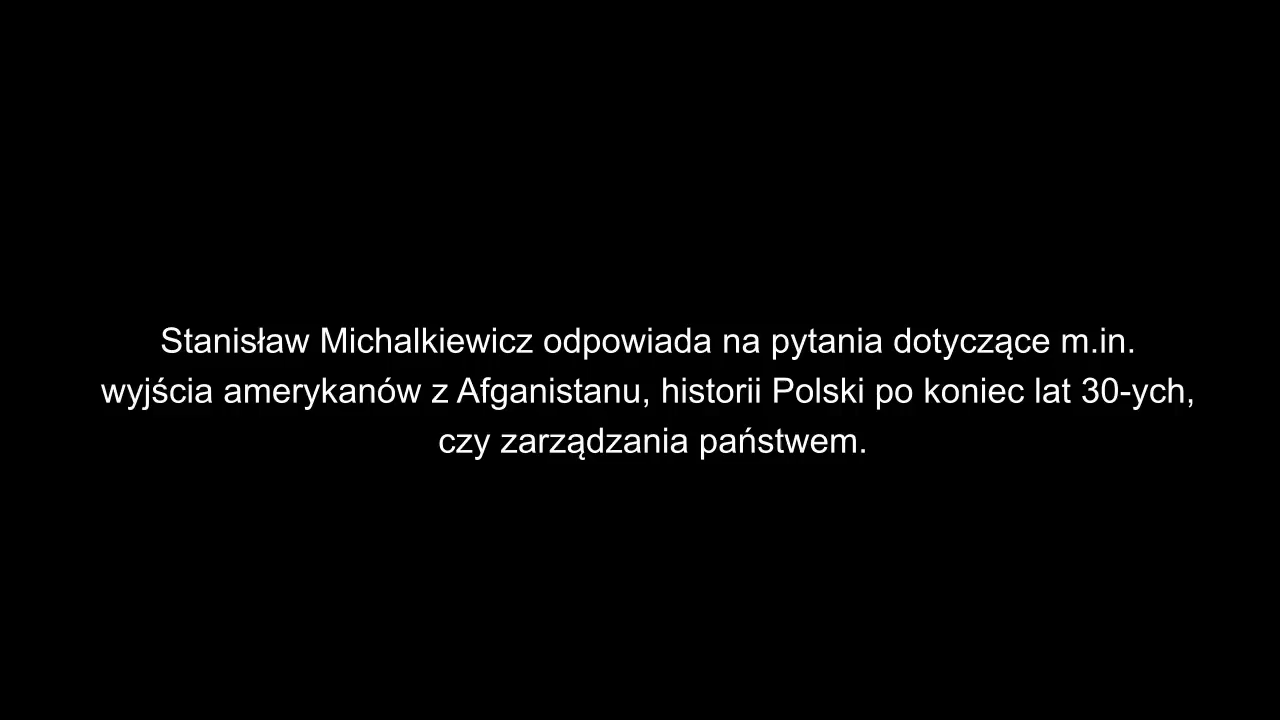 Stanisław Michalkiewicz odpowiada na pytania dotyczące m.in.
wyjścia amerykanów z Afganistanu, historii Polski po koniec lat 30-ych,
czy zarządzania państwem.